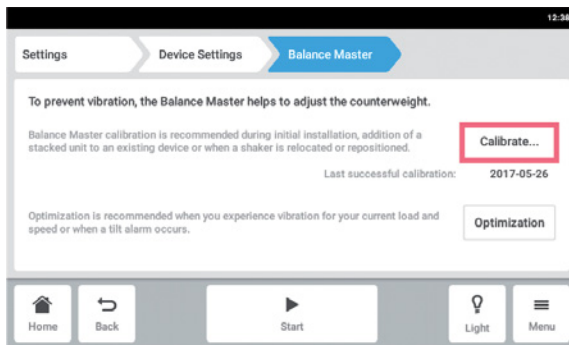 12:38
Settings Device Settings Balance Master
To prevent vibration, the Balance Master helps to adjust the counterweight.
Balance Master calibration is recommended during initial installation, addition of a
stacked unit to an existing device or when a shaker is relocated or repositioned.
Calibrate...
Last successful calibration: 2017-05-26
Optimization is recommended when you experience vibration for your current load and
speed or when a tilt alarm occurs.
Optimization
Home Back Start Light Menu